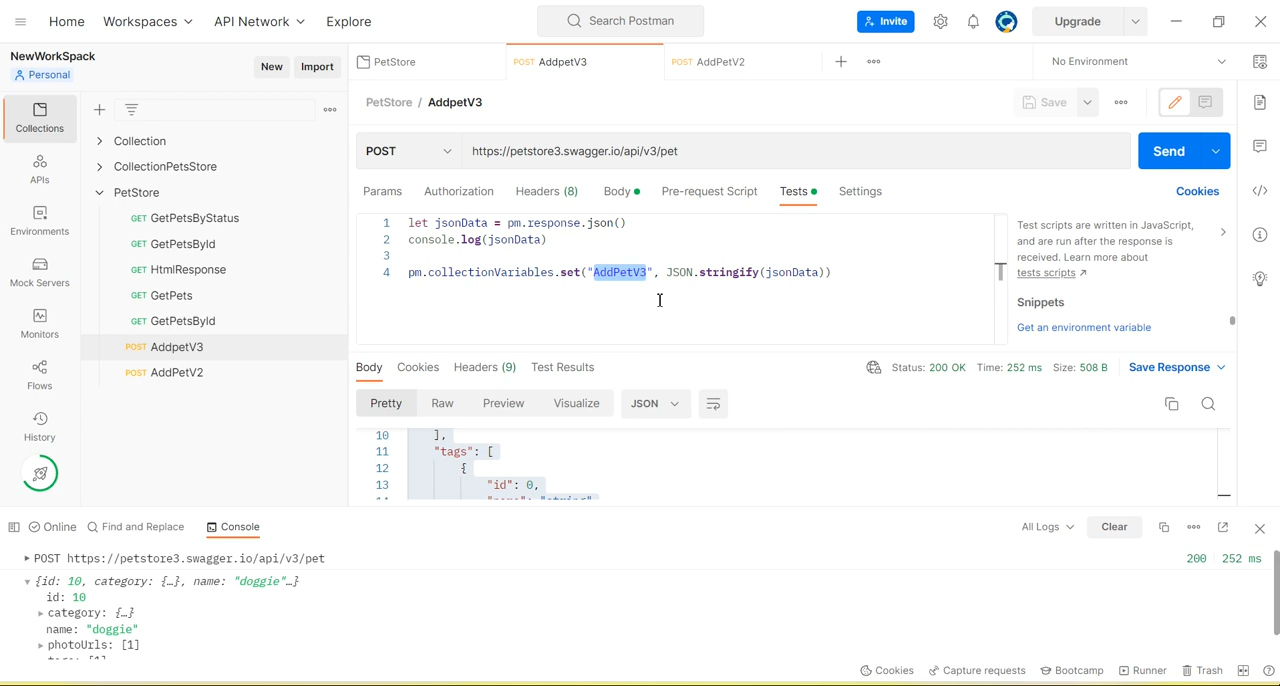 Home Workspaces API Network Explore Search Postman Invite Upgrade
NewWorkSpack
Personal
New Import
PetStore POST AddpetV3 POST AddPetV2 No Environment
Collections
APIs
Environments
Mock Servers
Monitors
Flows
History
Collection
CollectionPetsStore
PetStore
GET GetPetsByStatus
GET GetPetsById
GET HtmlResponse
GET GetPets
GET GetPetsById
POST AddpetV3
POST AddPetV2
PetStore / AddpetV3 Save
POST https://petstore3.swagger.io/api/v3/pet Send
Params Authorization Headers (8) Body Pre-request Script Tests Settings Cookies
1 let jsonData = pm.response.json()
2 console.log(jsonData)
3
4 pm.collectionVariables.set("AddPetV3", JSON.stringify(jsonData))
Test scripts are written in JavaScript,
and are run after the response is
received. Learn more about
tests scripts
Snippets
Get an environment variable
Body Cookies Headers (9) Test Results Status: 200 OK Time: 252 ms Size: 508 B Save Response
Pretty Raw Preview Visualize JSON
10 ],
11 "tags": [
12 {
13 "id": 0,
Online Find and Replace Console All Logs Clear
POST https://petstore3.swagger.io/api/v3/pet 200 252 ms
{id: 10, category: {…}, name: "doggie"…}
id: 10
category: {…}
name: "doggie"
photoUrls: [1]
Cookies Capture requests Bootcamp Runner Trash